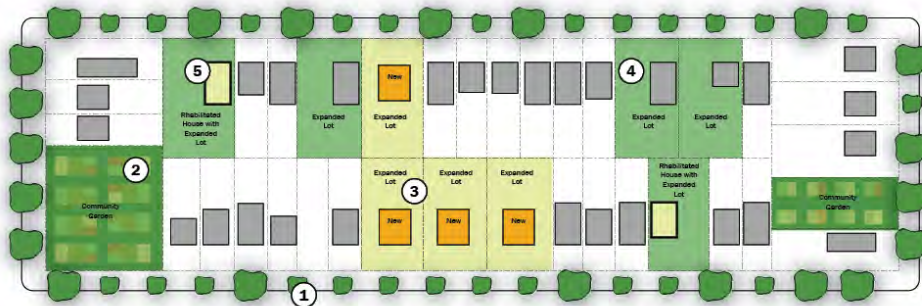 5
New
4
Rhabilitated
House with
Expanded
Lot
Expanded
Lot
Expanded
Lot
Expanded
Lot
Expanded
Lot
2
Community
Garden
Expanded
Lot
3
New
Expanded
Lot
New
Expanded
Lot
New
Rhabilitated
House with
Expanded
Lot
Community
Garden
1